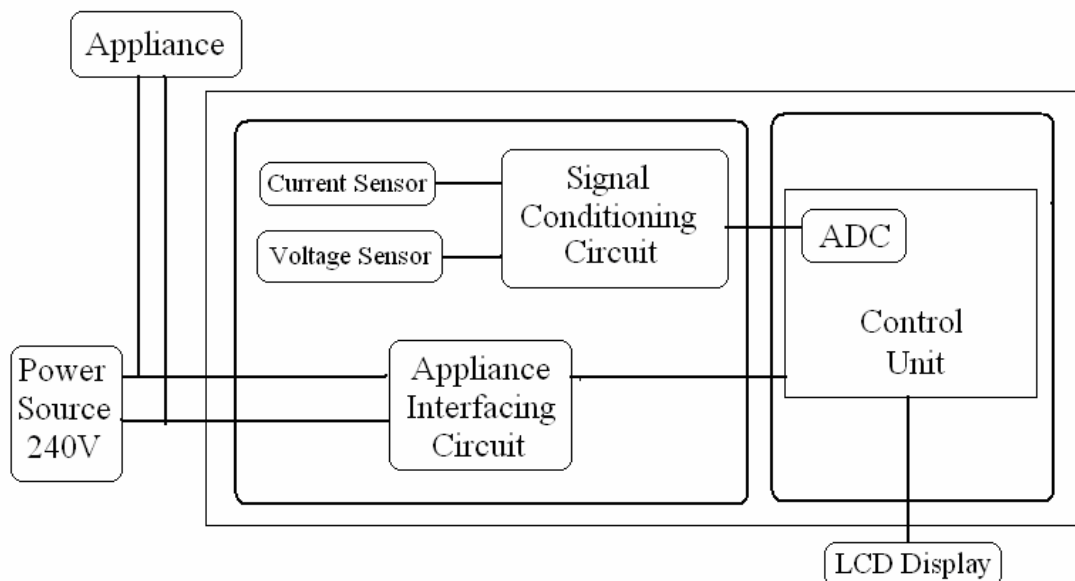 Appliance
Current Sensor
Voltage Sensor
Signal
Conditioning
Circuit
ADC
Control
Unit
Power
Source
240V
Appliance
Interfacing
Circuit
LCD Display